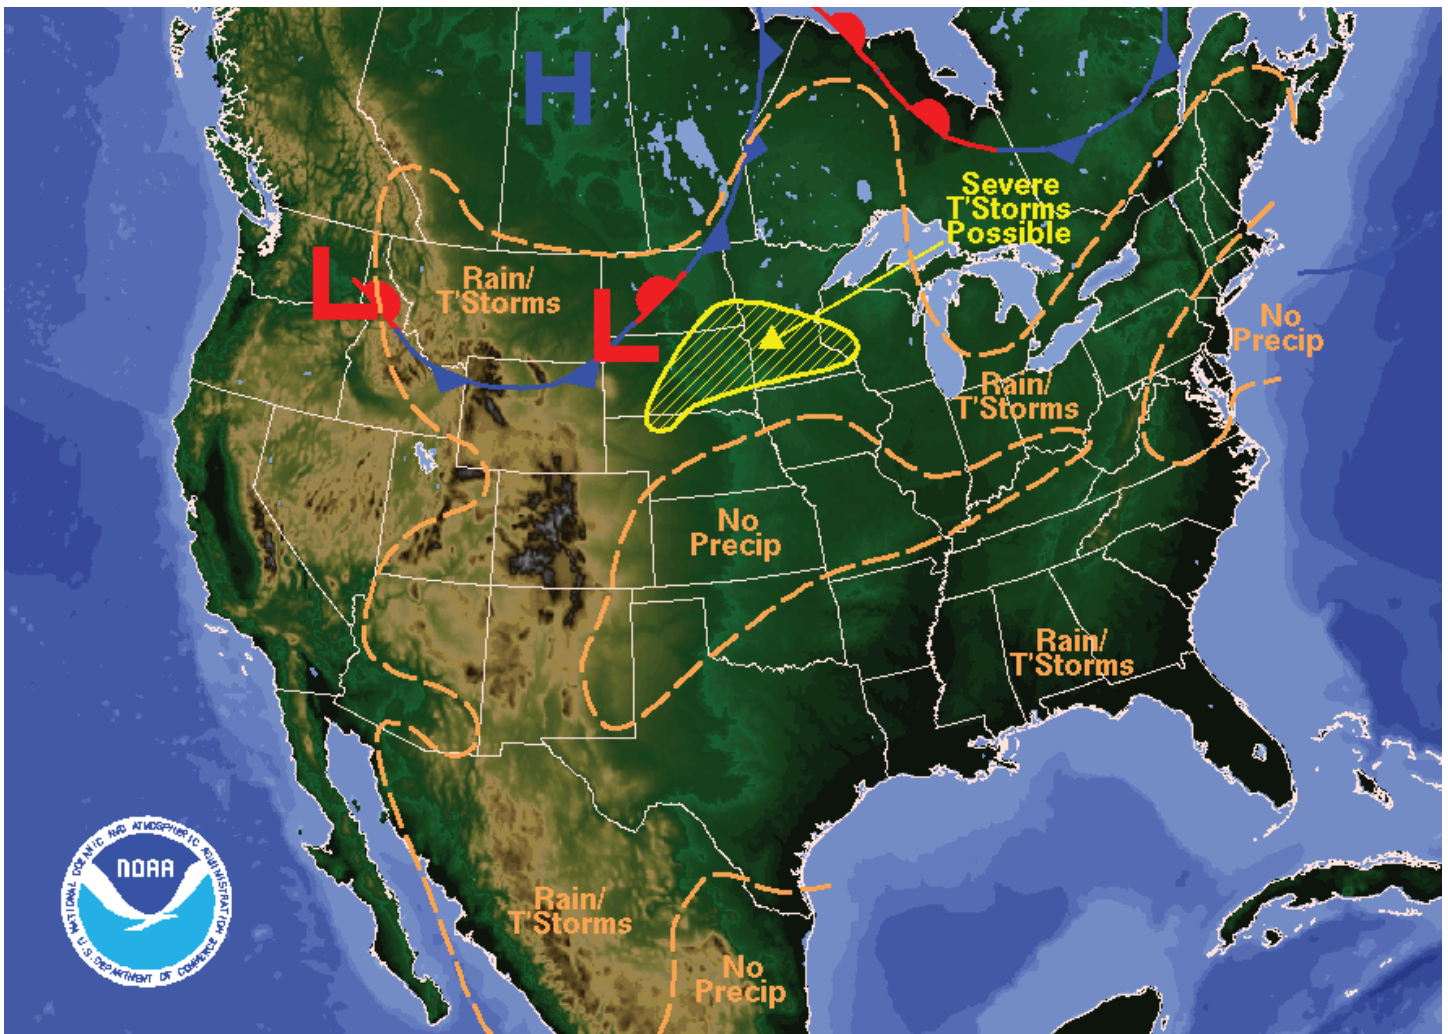 H
Severe
T'Storms
Possible
L
Rain/
T'Storms
L
No
Precip
Rain/
T'Storms
No
Precip
Rain/
T'Storms
NATIONAL OCEANIC AND ATMOSPHERIC ADMINISTRATION
NOAA
U.S. DEPARTMENT OF COMMERCE
Rain/
T'Storms
No
Precip